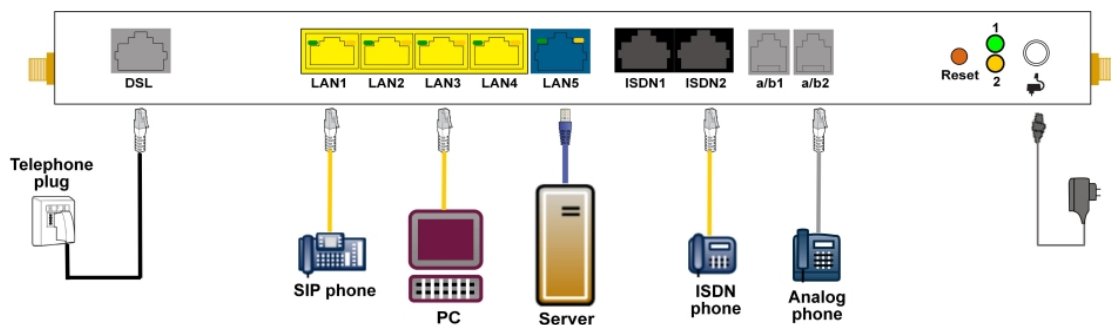 DSL
LAN1
LAN2
LAN3
LAN4
LAN5
ISDN1
ISDN2
a/b1
a/b2
Reset
1
2
Telephone
plug
SIP phone
PC
Server
ISDN
phone
Analog
phone